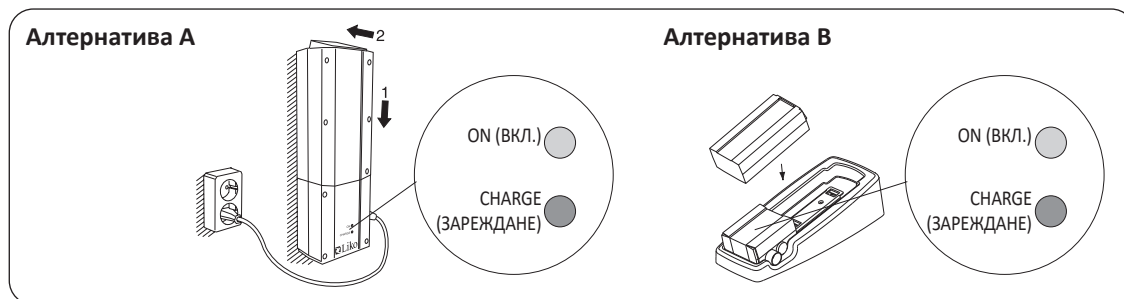 Алтернатива A
2
1
ON (ВКЛ.)
CHARGE
(ЗАРЕЖДАНЕ)
Liko
Алтернатива B
ON (ВКЛ.)
CHARGE
(ЗАРЕЖДАНЕ)